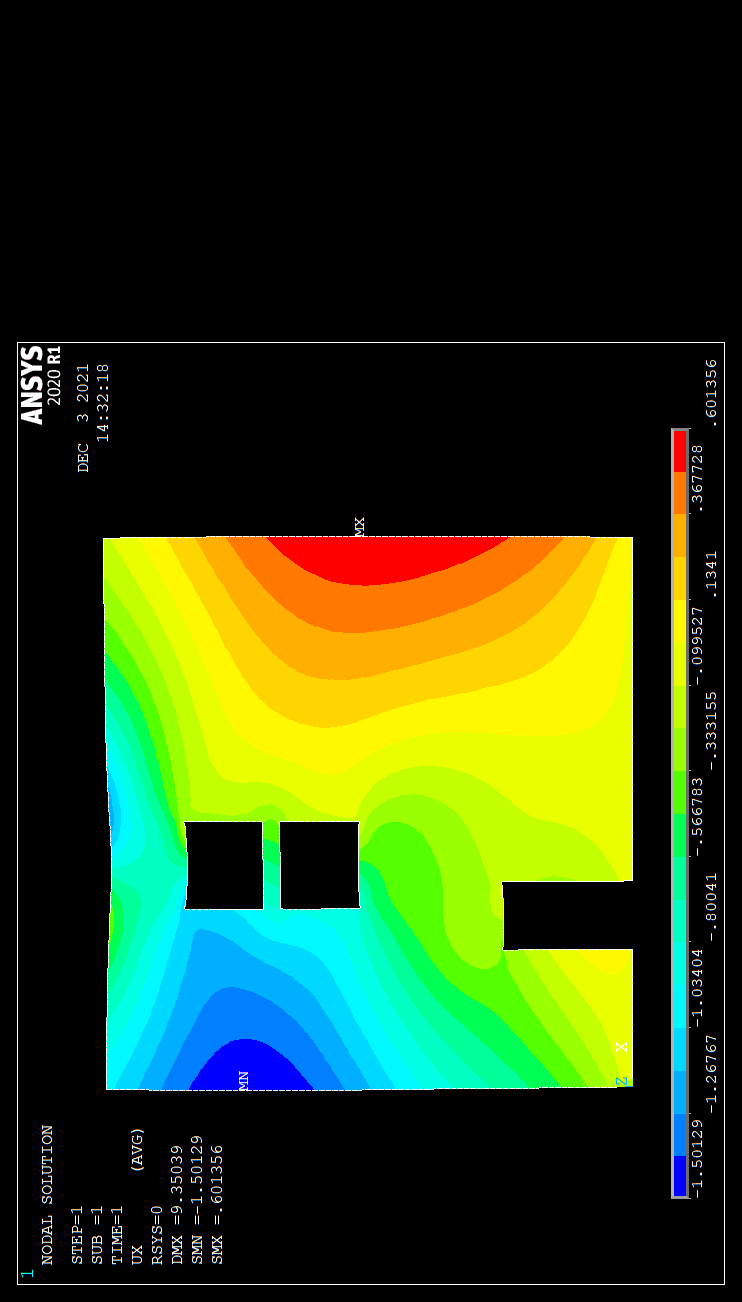 1
NODAL SOLUTION
STEP=1
SUB =1
TIME=1
UX (AVG)
RSYS=0
DMX =9.35039
SMN =-1.50129
SMX =.601356
ANSYS
2020 R1
DEC 3 2021
14:32:18
MN
MX
Z X
-1.50129
-1.26767
-1.03404
-.80041
-.566783
-.333155
-.099527
.1341
.367728
.601356